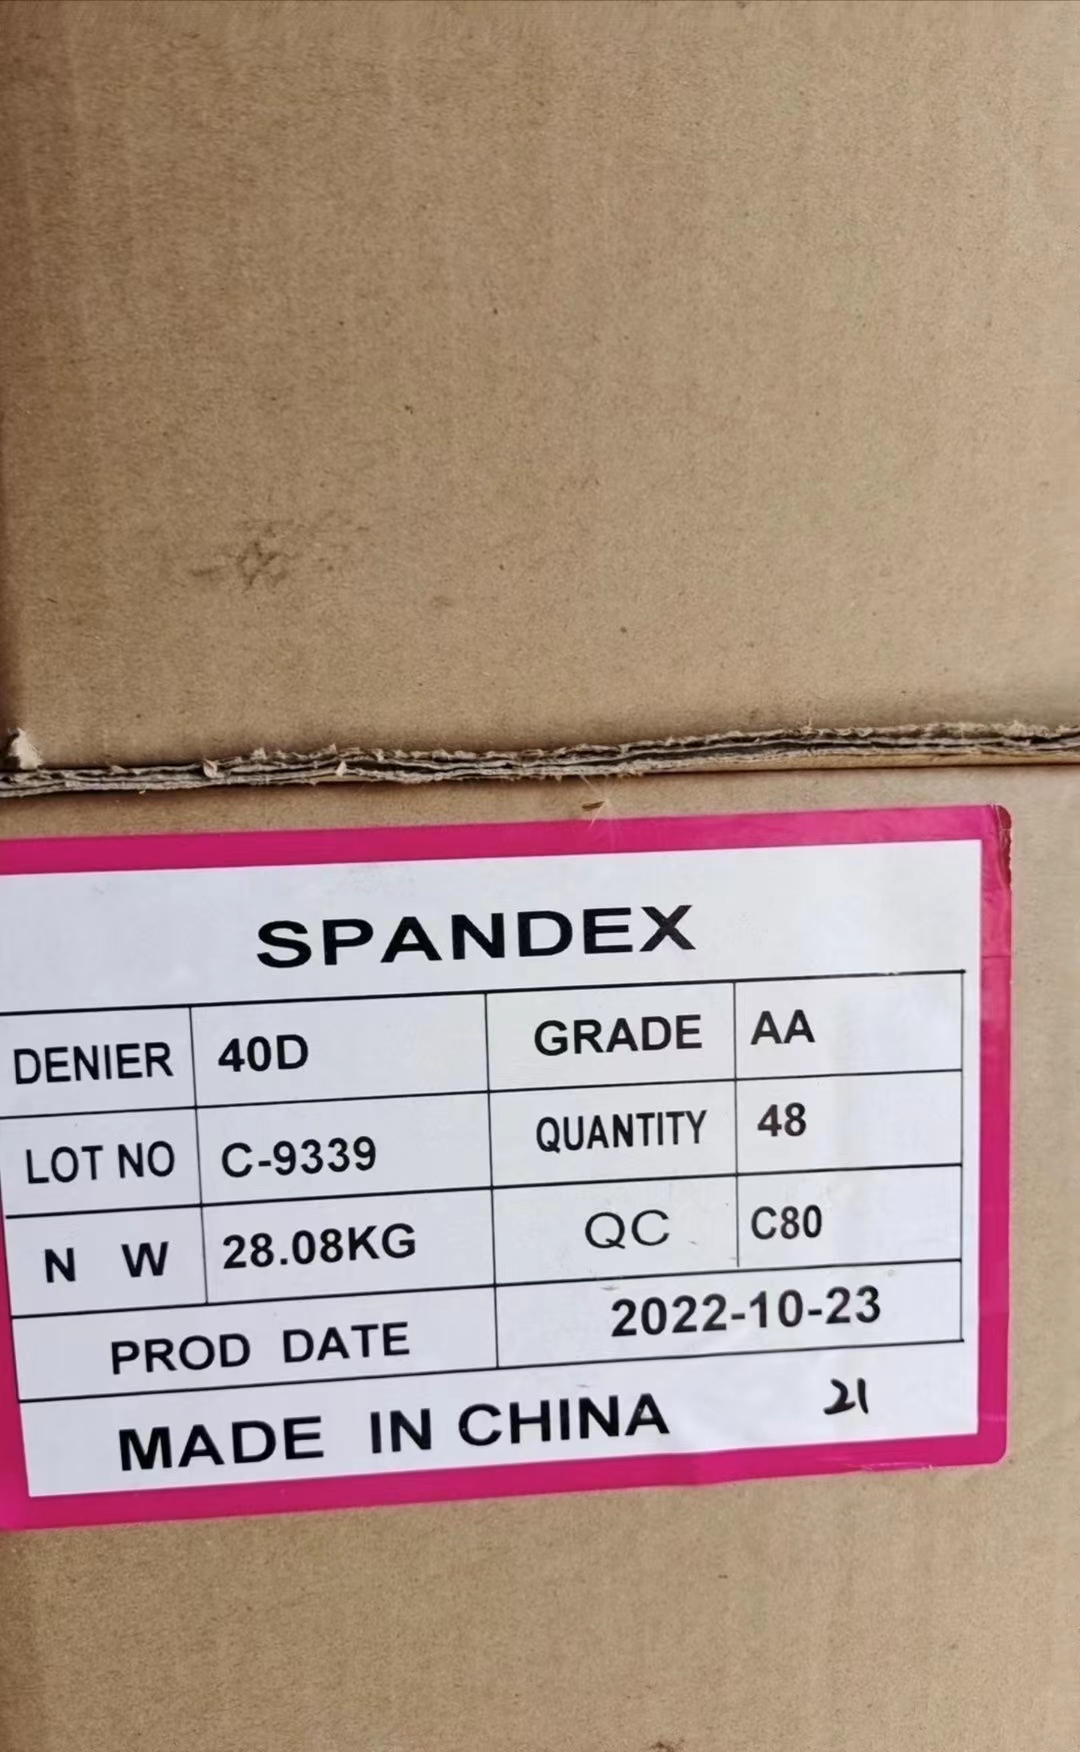 SPANDEX
DENIER 40D GRADE AA
LOT NO C-9339 QUANTITY 48
N W 28.08KG QC C80
PROD DATE 2022-10-23
MADE IN CHINA 21